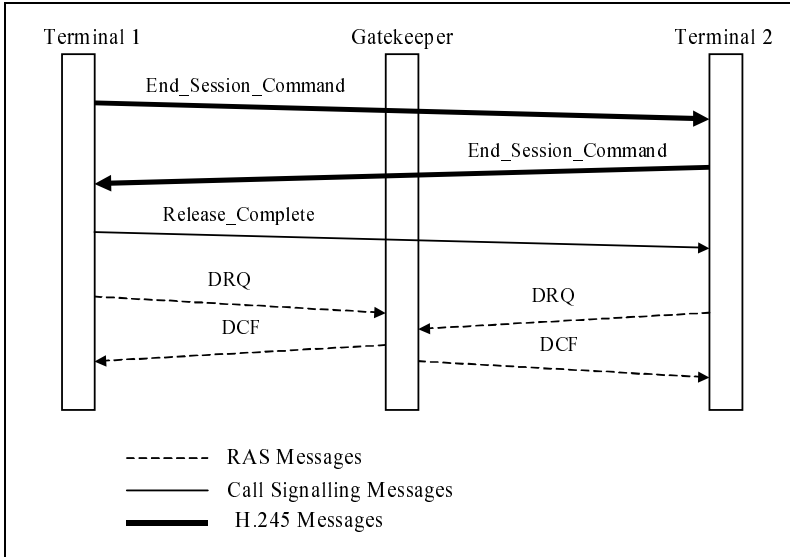 Terminal 1
Gatekeeper
Terminal 2
End_Session_Command
End_Session_Command
Release_Complete
DRQ
DRQ
DCF
DCF
RAS Messages
Call Signalling Messages
H.245 Messages